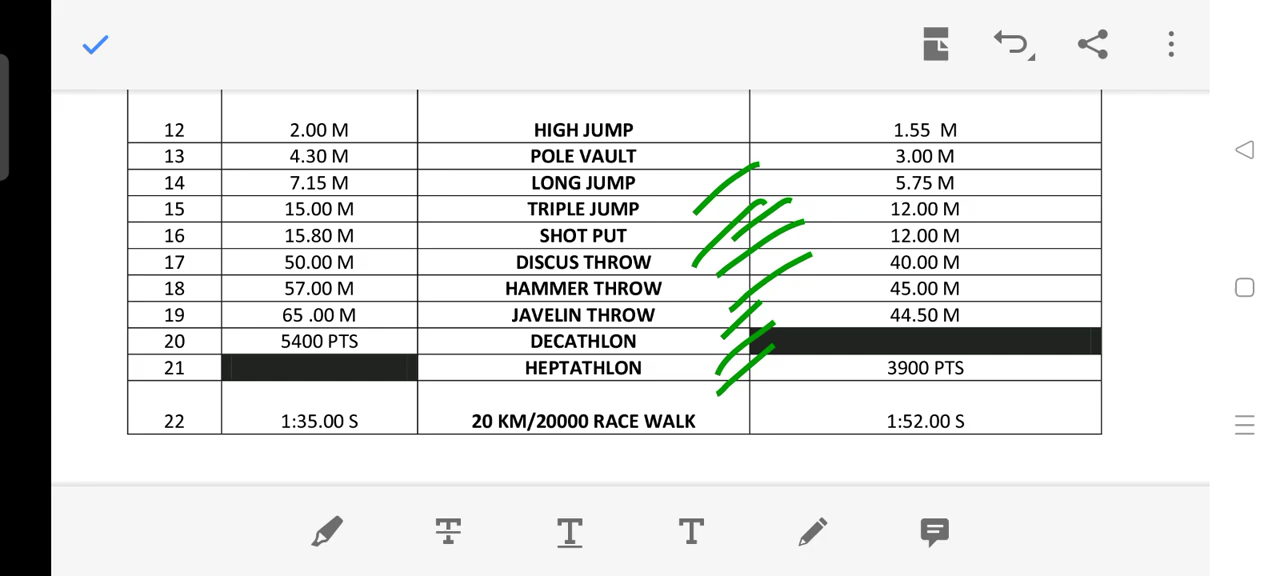 12 2.00 M HIGH JUMP 1.55 M
13 4.30 M POLE VAULT 3.00 M
14 7.15 M LONG JUMP 5.75 M
15 15.00 M TRIPLE JUMP 12.00 M
16 15.80 M SHOT PUT 12.00 M
17 50.00 M DISCUS THROW 40.00 M
18 57.00 M HAMMER THROW 45.00 M
19 65 .00 M JAVELIN THROW 44.50 M
20 5400 PTS DECATHLON
21 HEPTATHLON 3900 PTS
22 1:35.00 S 20 KM/20000 RACE WALK 1:52.00 S